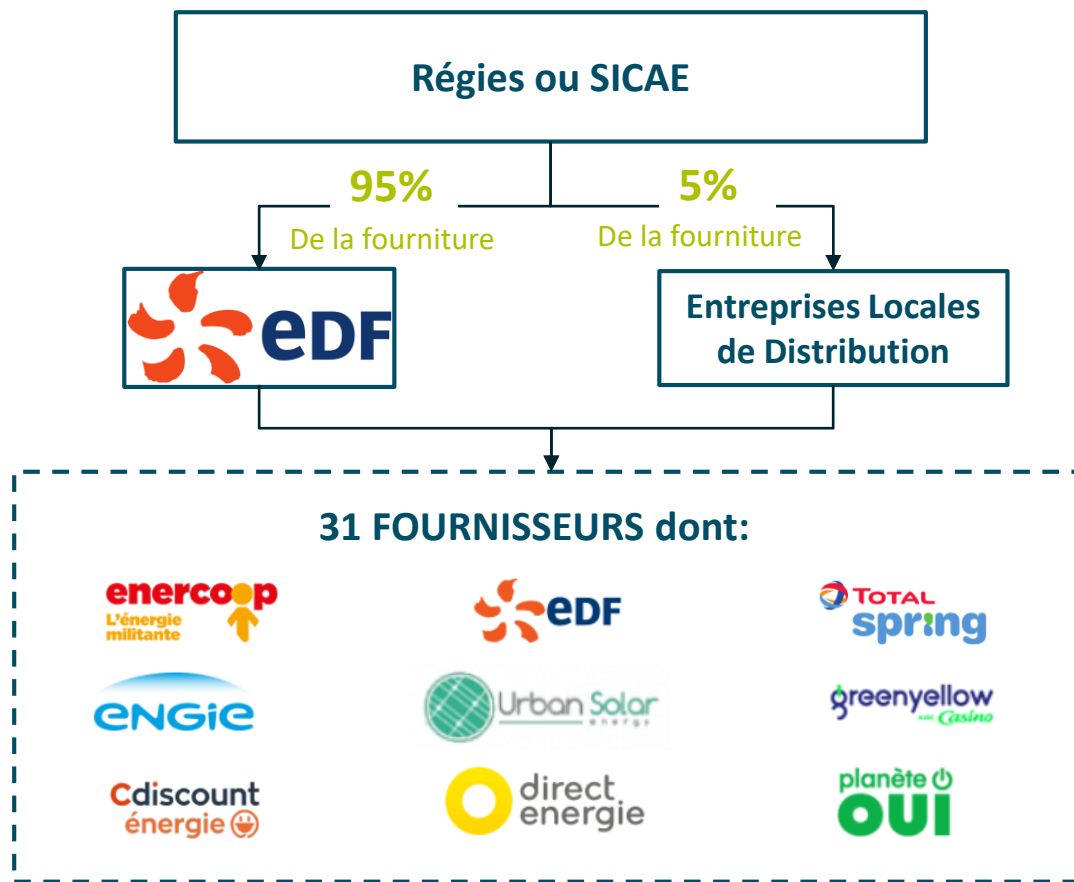 Régies ou SICAE
95%
De la fourniture
5%
De la fourniture
eDF
Entreprises Locales
de Distribution
31 FOURNISSEURS dont:
enercoop
L'énergie
militante
eDF
TOTAL
spring
ENGIE
Urban Solar
energy
greenyellow
avec Casino
Cdiscount
énergie
direct
energie
planète
OUI